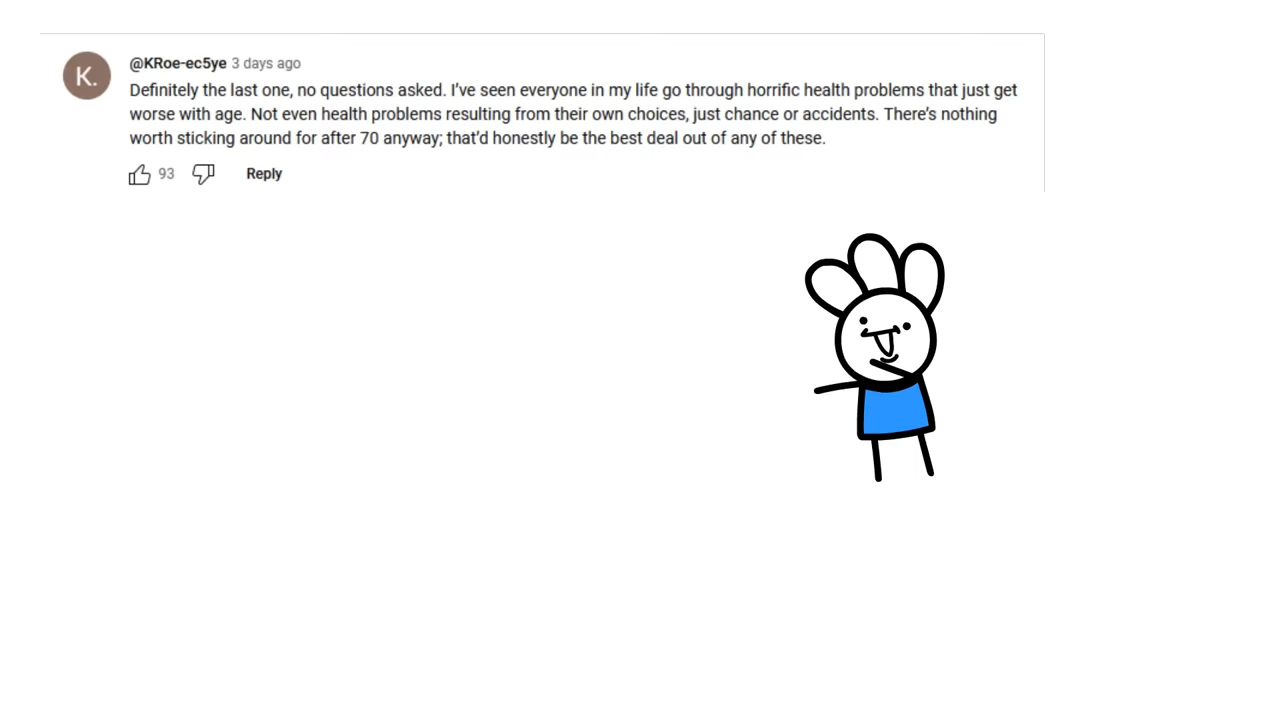 K.
@KRoe-ec5ye 3 days ago
Definitely the last one, no questions asked. I've seen everyone in my life go through horrific health problems that just get
worse with age. Not even health problems resulting from their own choices, just chance or accidents. There's nothing
worth sticking around for after 70 anyway; that'd honestly be the best deal out of any of these.
93 Reply